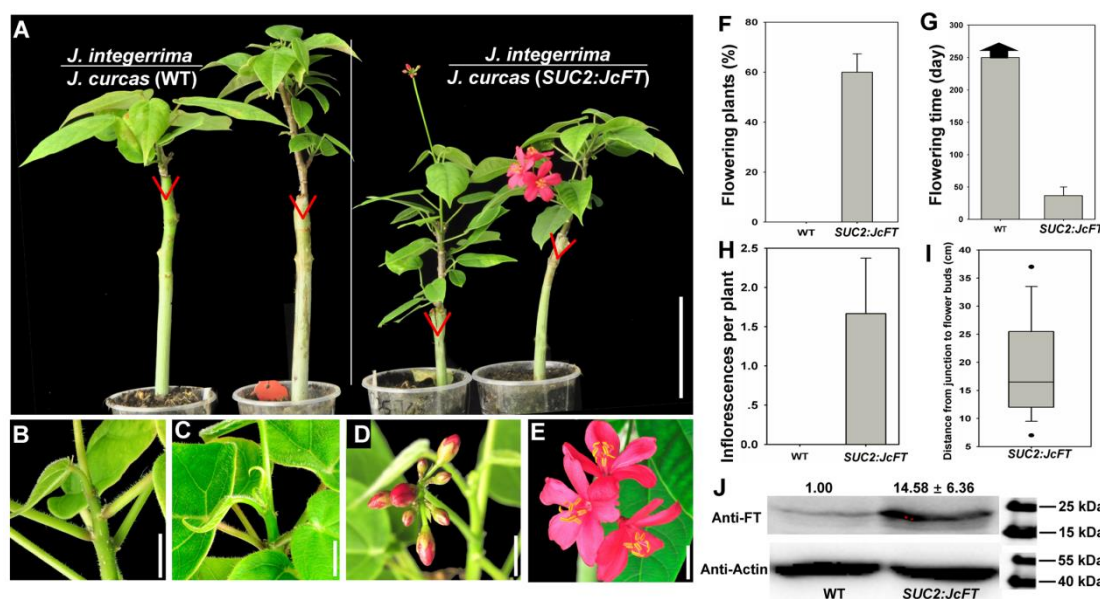 A
J. integerrima
J. curcas (WT)
J. integerrima
J. curcas (SUC2:JcFT)
B
C
D
E
F
Flowering plants (%)
80
60
40
20
0
WT
SUC2:JcFT
G
Flowering time (day)
250
200
150
100
50
0
WT
SUC2:JcFT
H
Inflorescences per plant
2.5
2.0
1.5
1.0
0.5
0.0
WT
SUC2:JcFT
I
Distance from junction to flower buds (cm)
40
35
30
25
20
15
10
5
SUC2:JcFT
J
1.00
14.58 ± 6.36
Anti-FT
25 kDa
15 kDa
Anti-Actin
55 kDa
40 kDa
WT
SUC2:JcFT